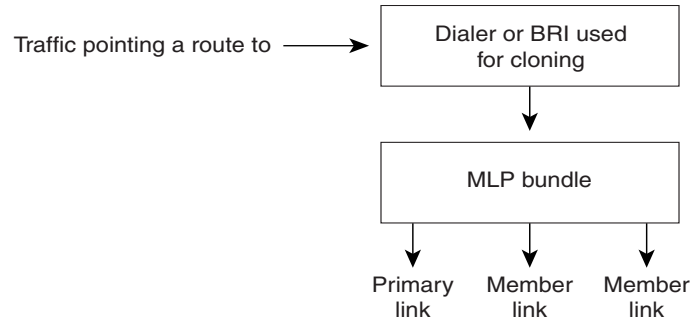 Traffic pointing a route to
Dialer or BRI used
for cloning
MLP bundle
Primary
link
Member
link
Member
link